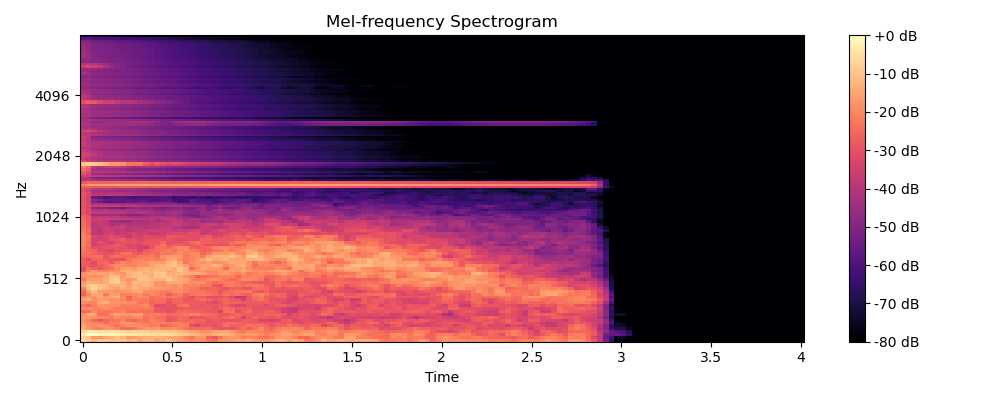 Mel-frequency Spectrogram
Hz
4096
2048
1024
512
0
0 0.5 1 1.5 2 2.5 3 3.5 4
Time
+0 dB
-10 dB
-20 dB
-30 dB
-40 dB
-50 dB
-60 dB
-70 dB
-80 dB